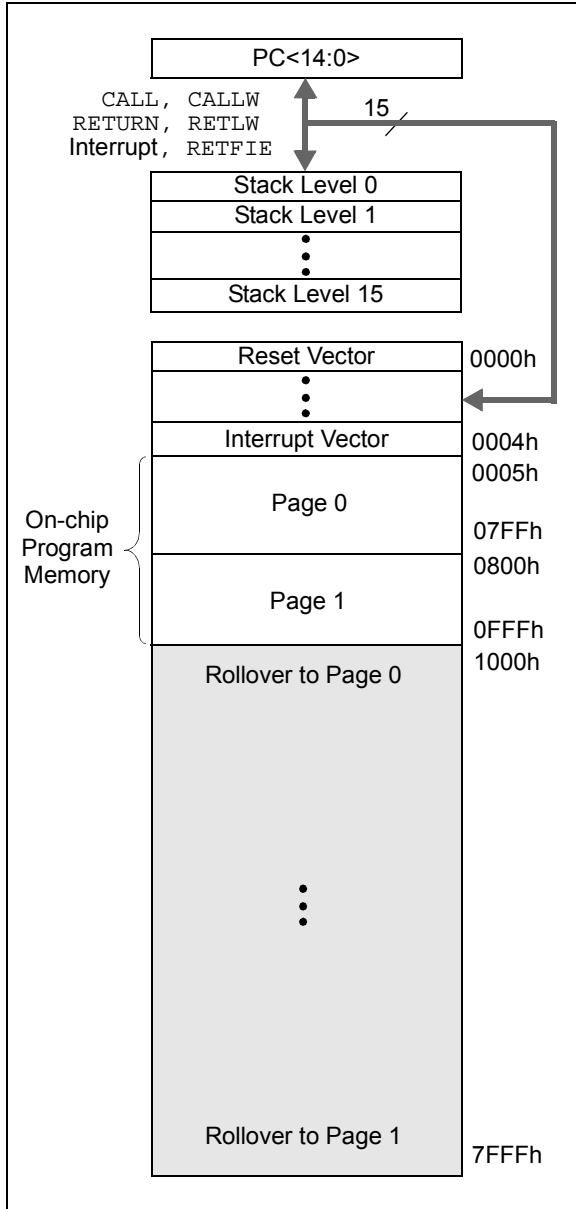 PC<14:0>
CALL, CALLW
RETURN, RETLW
Interrupt, RETFIE
15
Stack Level 0
Stack Level 1
Stack Level 15
Reset Vector
0000h
Interrupt Vector
0004h
0005h
On-chip
Program
Memory
Page 0
07FFh
0800h
Page 1
0FFFh
1000h
Rollover to Page 0
Rollover to Page 1
7FFFh